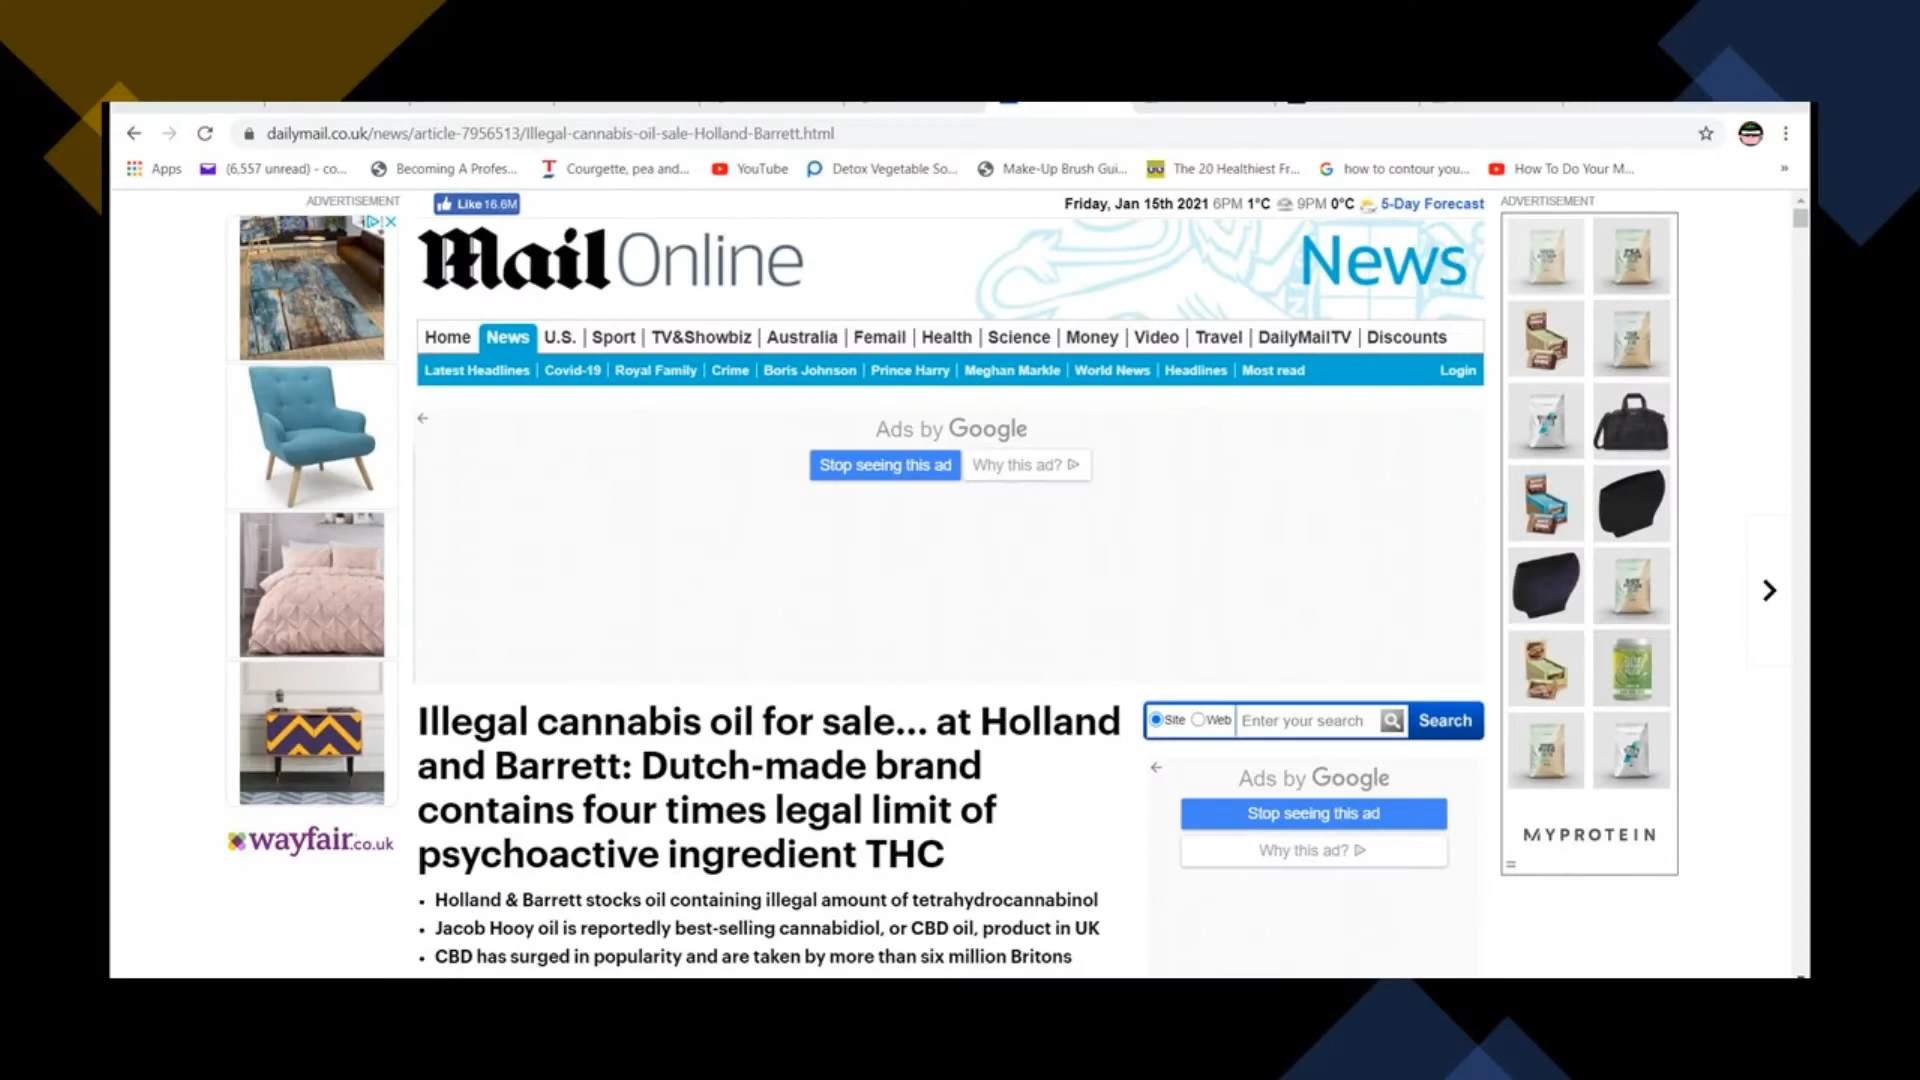 dailymail.co.uk/news/article-7956513/Illegal-cannabis-oil-sale-Holland-Barrett.html
Apps (6,557 unread) - co... Becoming A Profes... Courgette, pea and... YouTube Detox Vegetable So... Make-Up Brush Gui... The 20 Healthiest Fr... how to contour you... How To Do Your M...
ADVERTISEMENT
Like 16.6M
Friday, Jan 15th 2021 6PM 1°C 9PM 0°C 5-Day Forecast
ADVERTISEMENT
Mail Online
News
Home News U.S. Sport TV&Showbiz Australia Femail Health Science Money Video Travel DailyMailTV Discounts
Latest Headlines Covid-19 Royal Family Crime Boris Johnson Prince Harry Meghan Markle World News Headlines Most read Login
Ads by Google
Stop seeing this ad Why this ad?
Illegal cannabis oil for sale... at Holland
and Barrett: Dutch-made brand
contains four times legal limit of
psychoactive ingredient THC
Site Web Enter your search Search
Ads by Google
Stop seeing this ad
Why this ad?
wayfair.co.uk
MYPROTEIN
• Holland & Barrett stocks oil containing illegal amount of tetrahydrocannabinol
• Jacob Hooy oil is reportedly best-selling cannabidiol, or CBD oil, product in UK
• CBD has surged in popularity and are taken by more than six million Britons